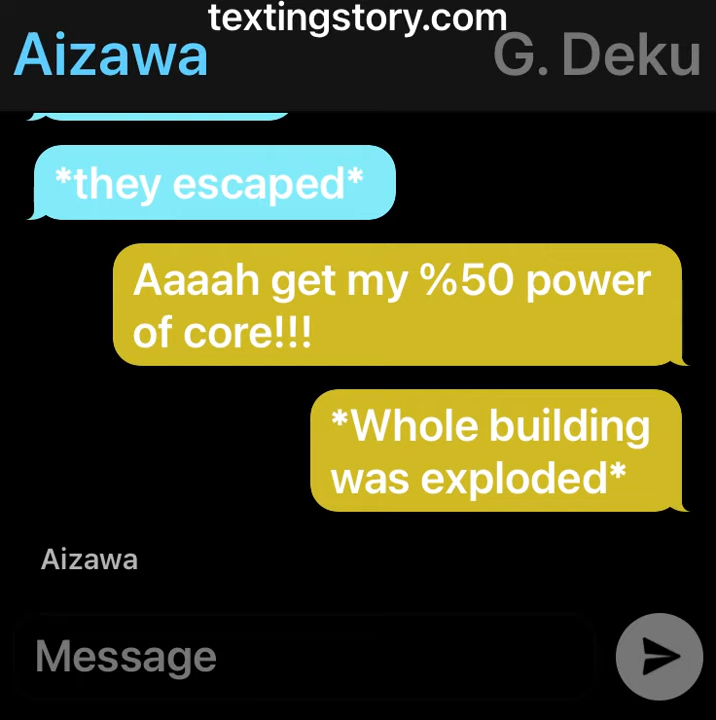 textingstory.com
Aizawa
G. Deku
*they escaped*
Aaaah get my %50 power
of core!!!
*Whole building
was exploded*
Aizawa
Message